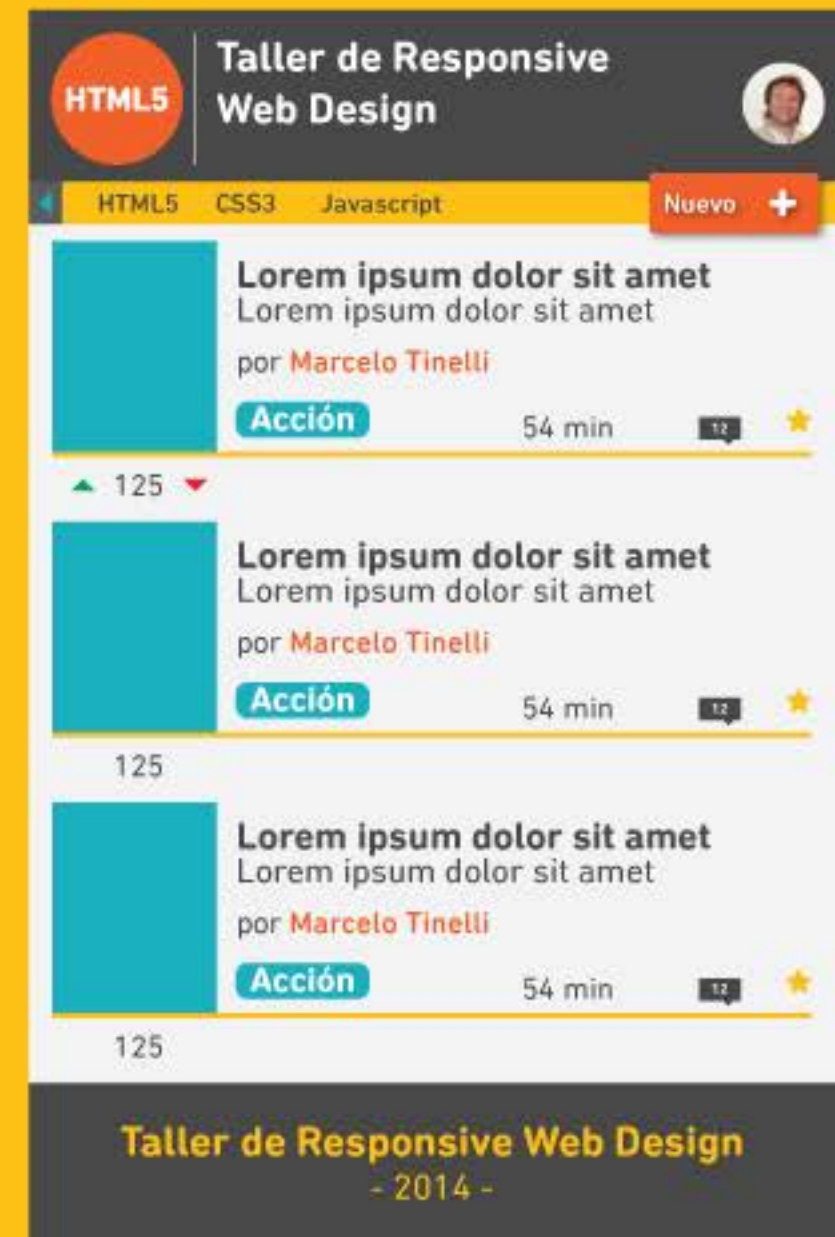 HTML5
Taller de Responsive
Web Design
HTML5 CSS3 Javascript Nuevo
Lorem ipsum dolor sit amet
Lorem ipsum dolor sit amet
por Marcelo Tinelli
Acción 54 min 12
125
Lorem ipsum dolor sit amet
Lorem ipsum dolor sit amet
por Marcelo Tinelli
Acción 54 min 12
125
Lorem ipsum dolor sit amet
Lorem ipsum dolor sit amet
por Marcelo Tinelli
Acción 54 min 12
125
Taller de Responsive Web Design
- 2014 -